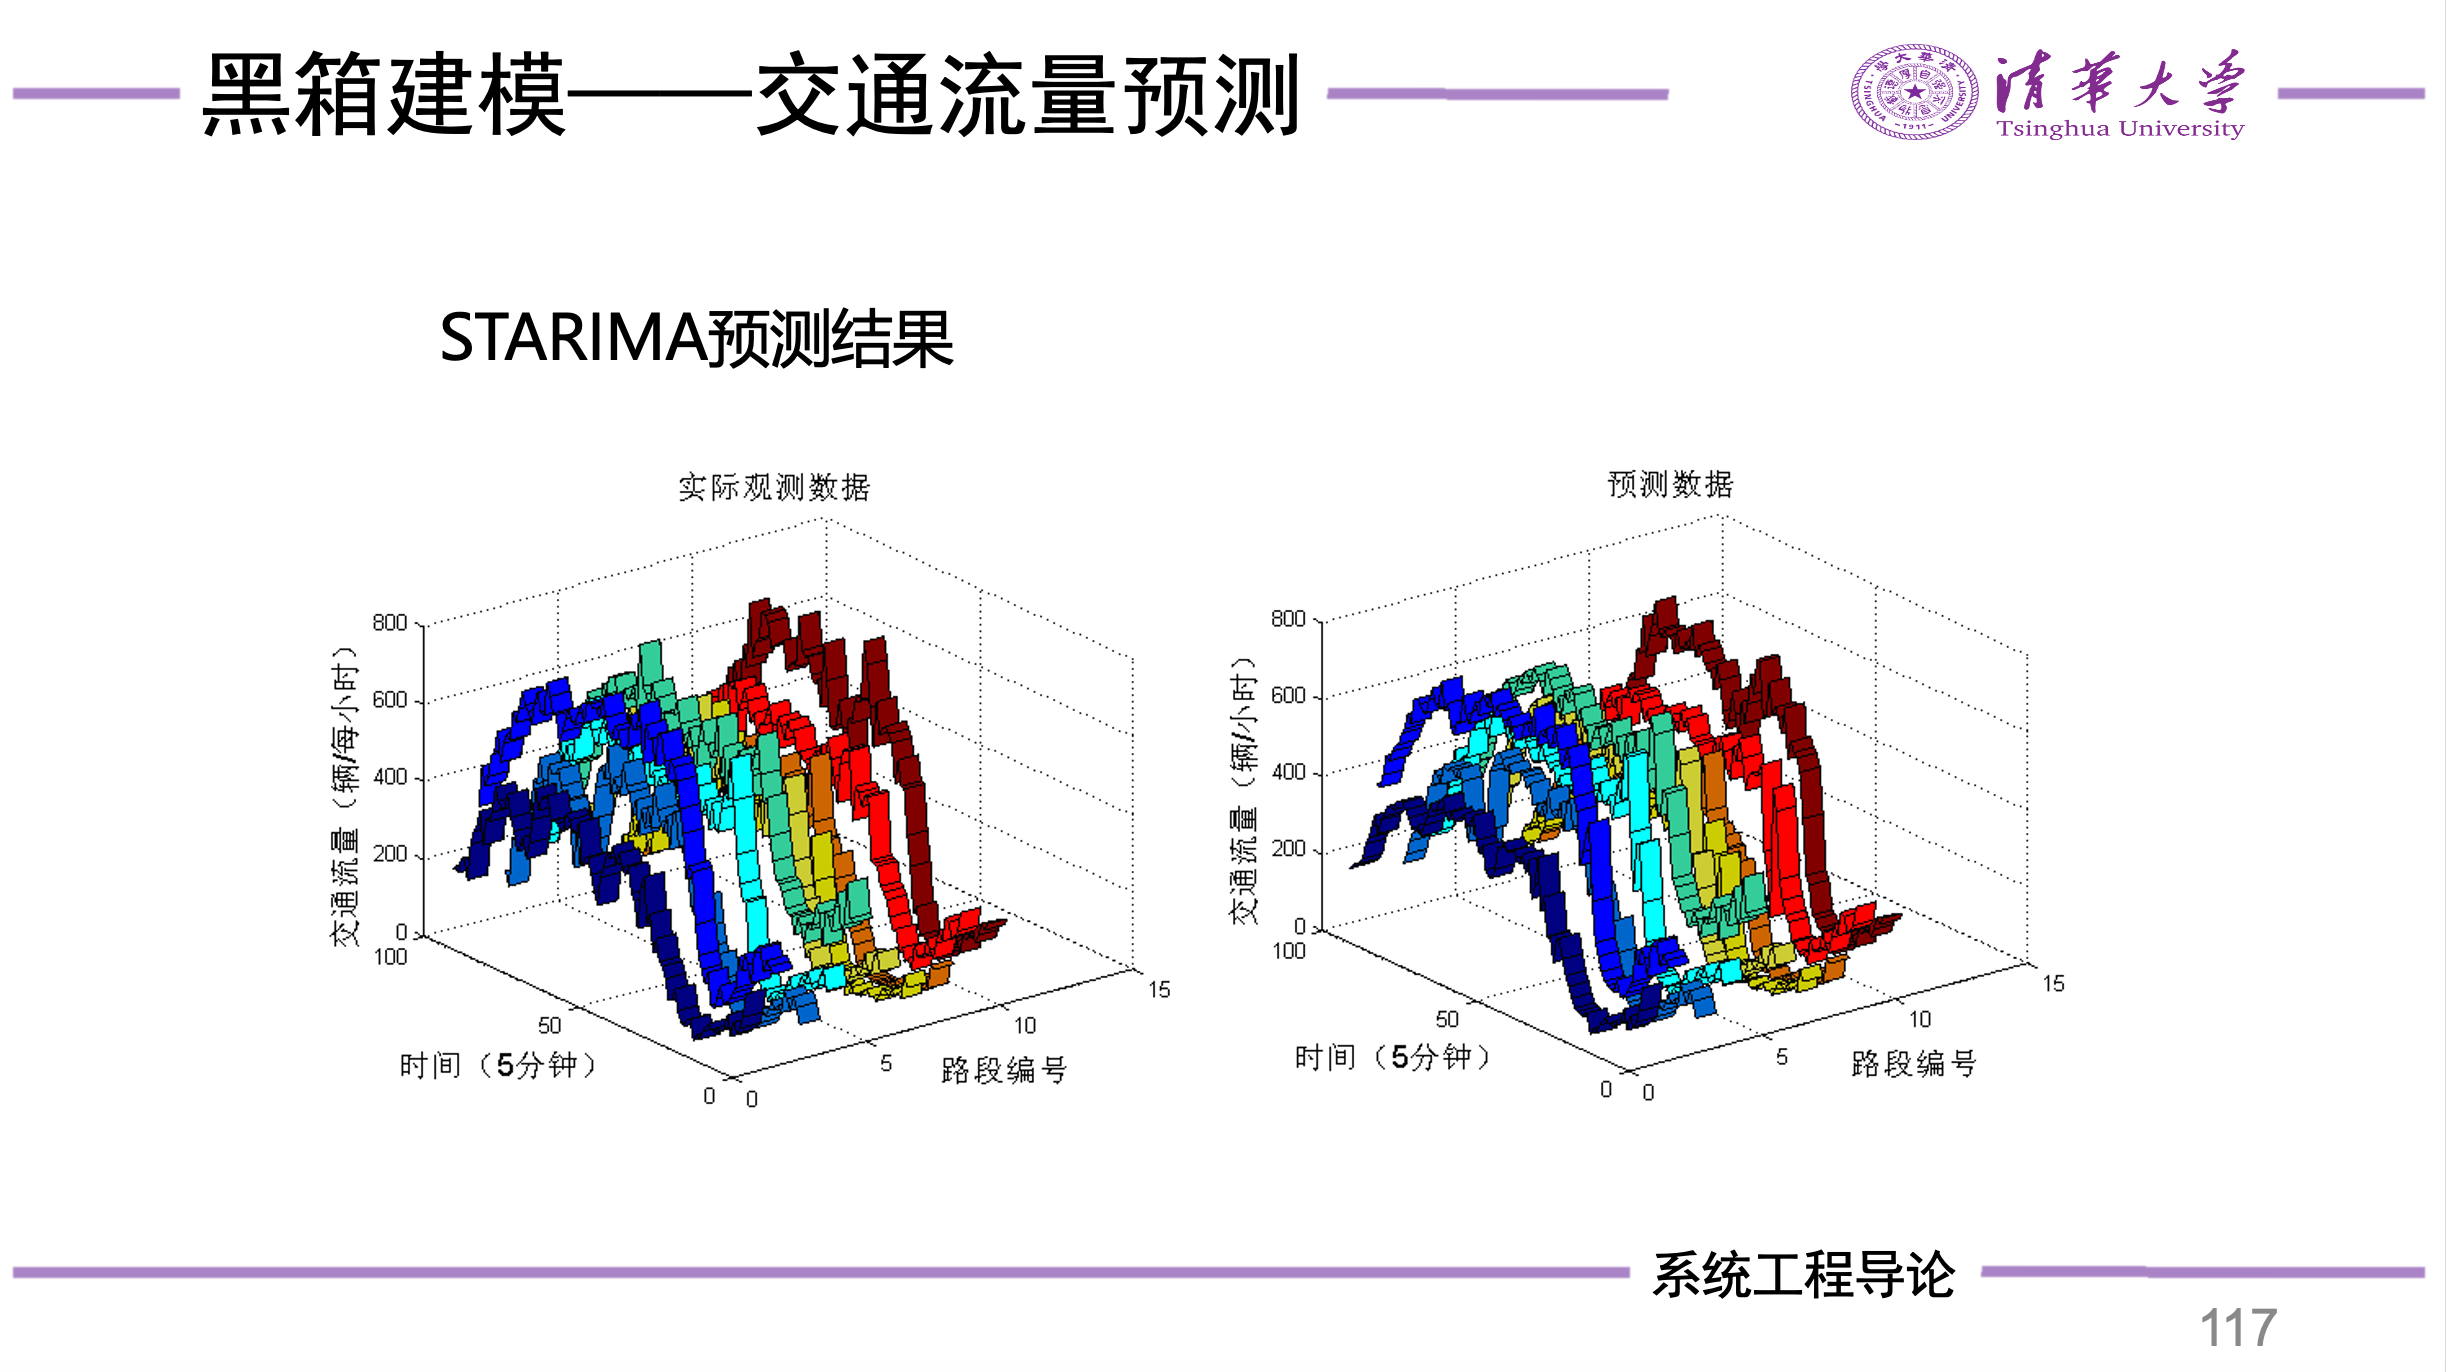 黑箱建模——交通流量预测
清華大学
Tsinghua University
STARIMA预测结果
实际观测数据
交通流量（辆/每小时）
800
600
400
200
0
100
50
0
时间（5分钟）
0
5
10
15
路段编号
预测数据
交通流量（辆/小时）
800
600
400
200
0
100
50
0
时间（5分钟）
0
5
10
15
路段编号
系统工程导论
117